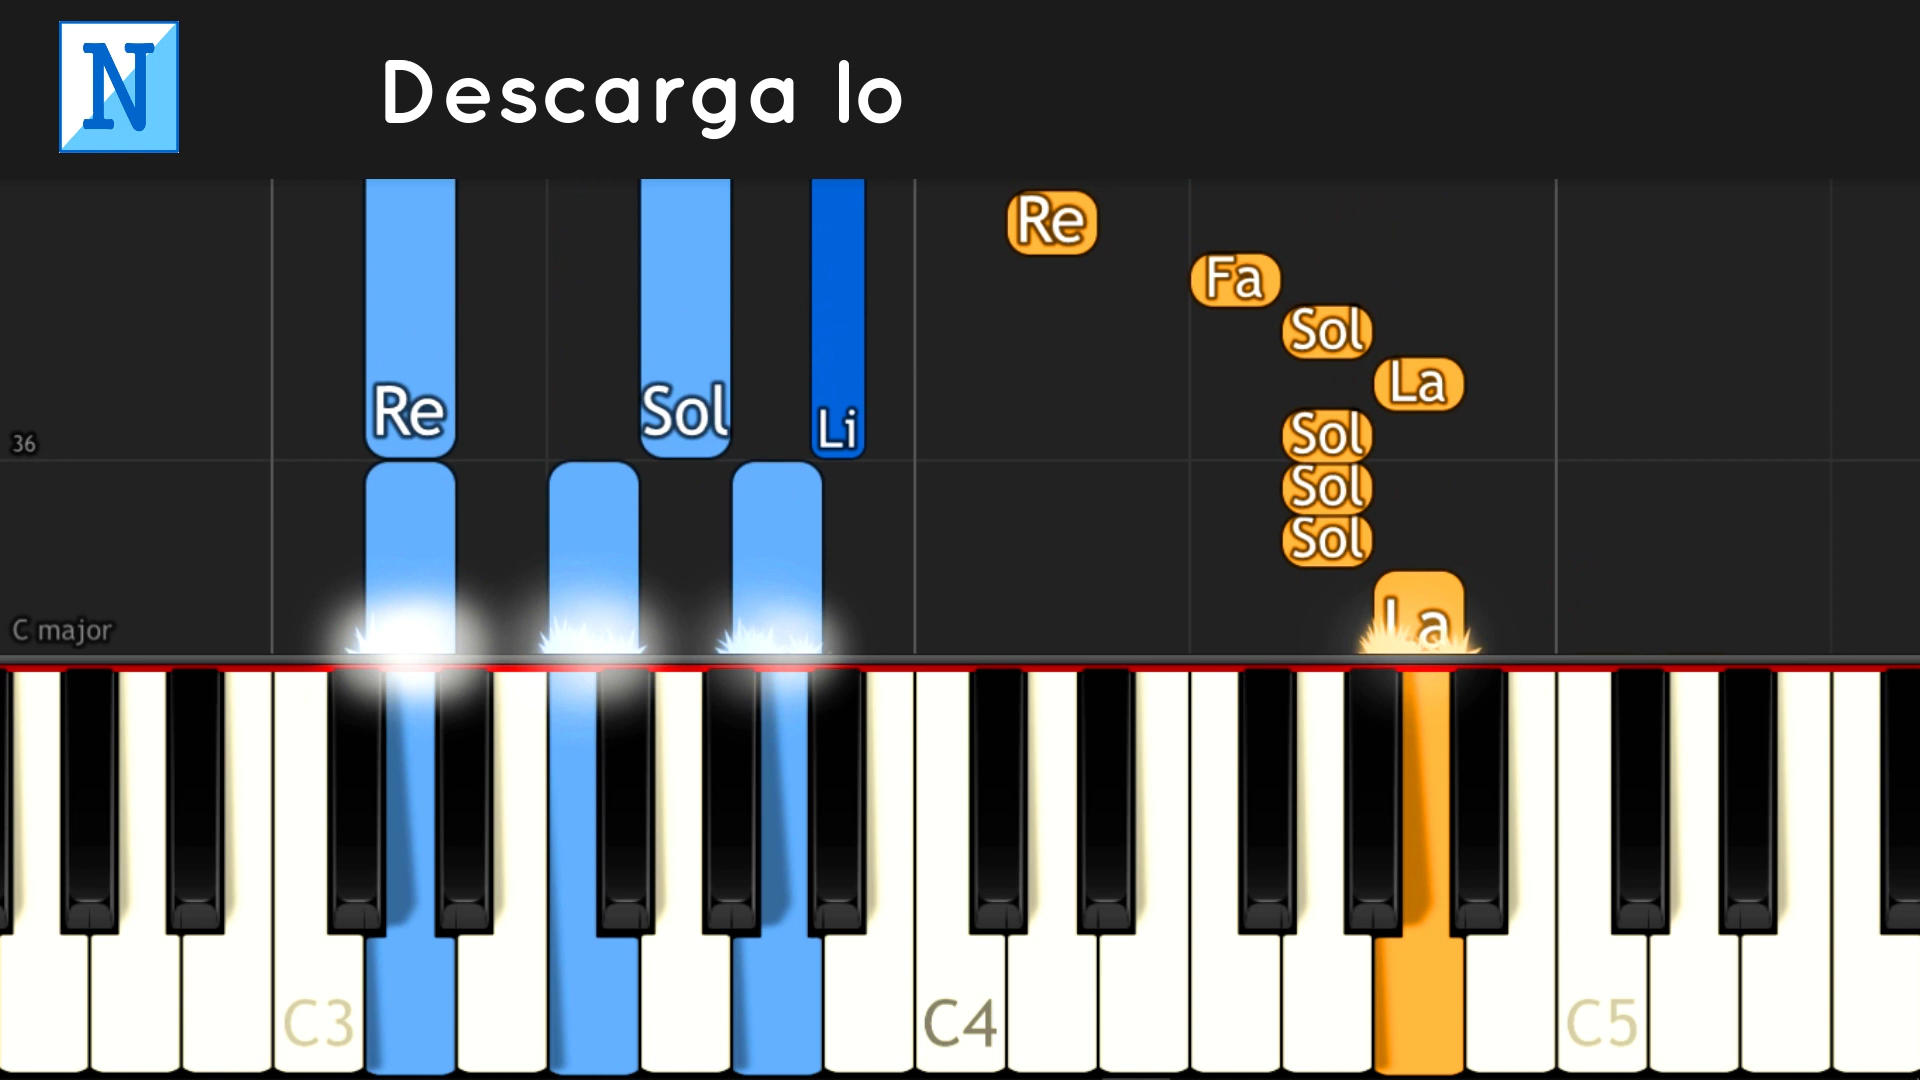 N
Descarga lo
Re
Fa
Sol
La
Re
Sol
Li
Sol
36
Sol
Sol
C major
La
C3
C4
C5